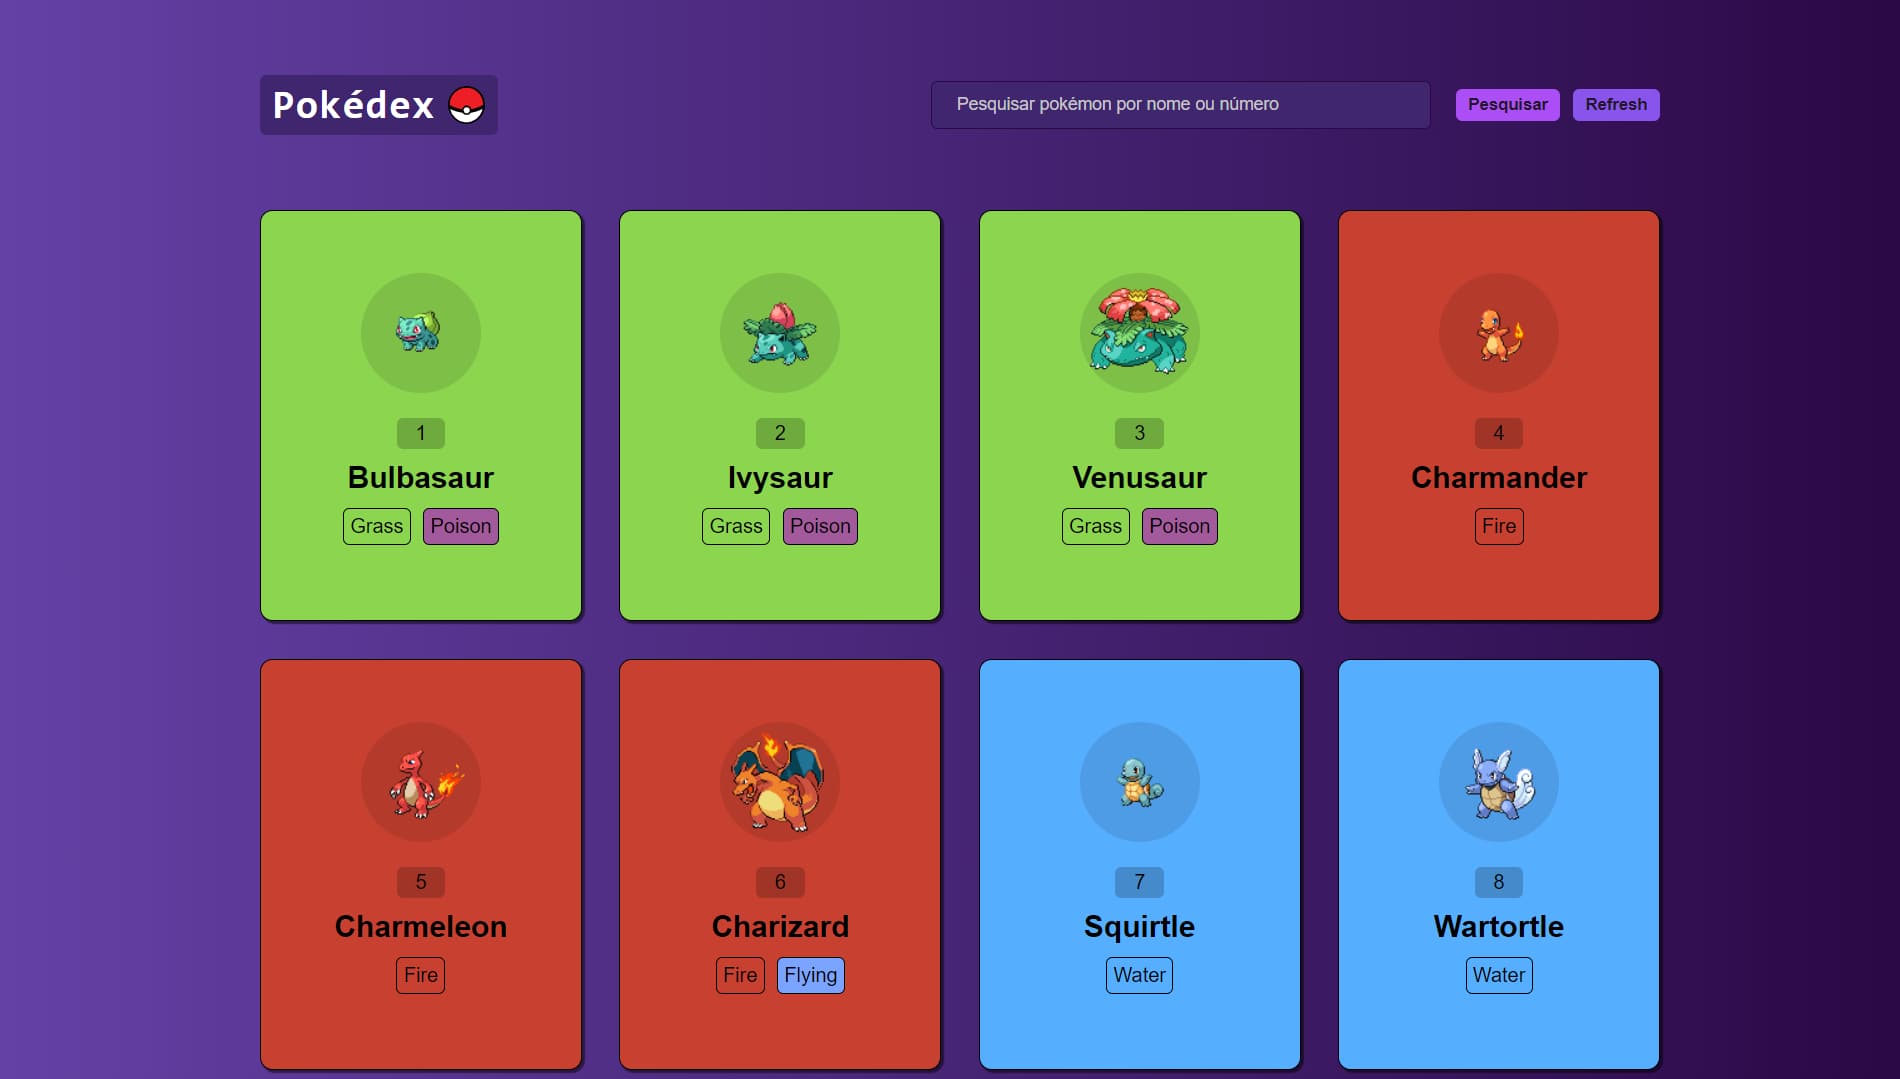 Pokédex
Pesquisar pokémon por nome ou número
Pesquisar
Refresh
1
Bulbasaur
Grass Poison
2
Ivysaur
Grass Poison
3
Venusaur
Grass Poison
4
Charmander
Fire
5
Charmeleon
Fire
6
Charizard
Fire Flying
7
Squirtle
Water
8
Wartortle
Water